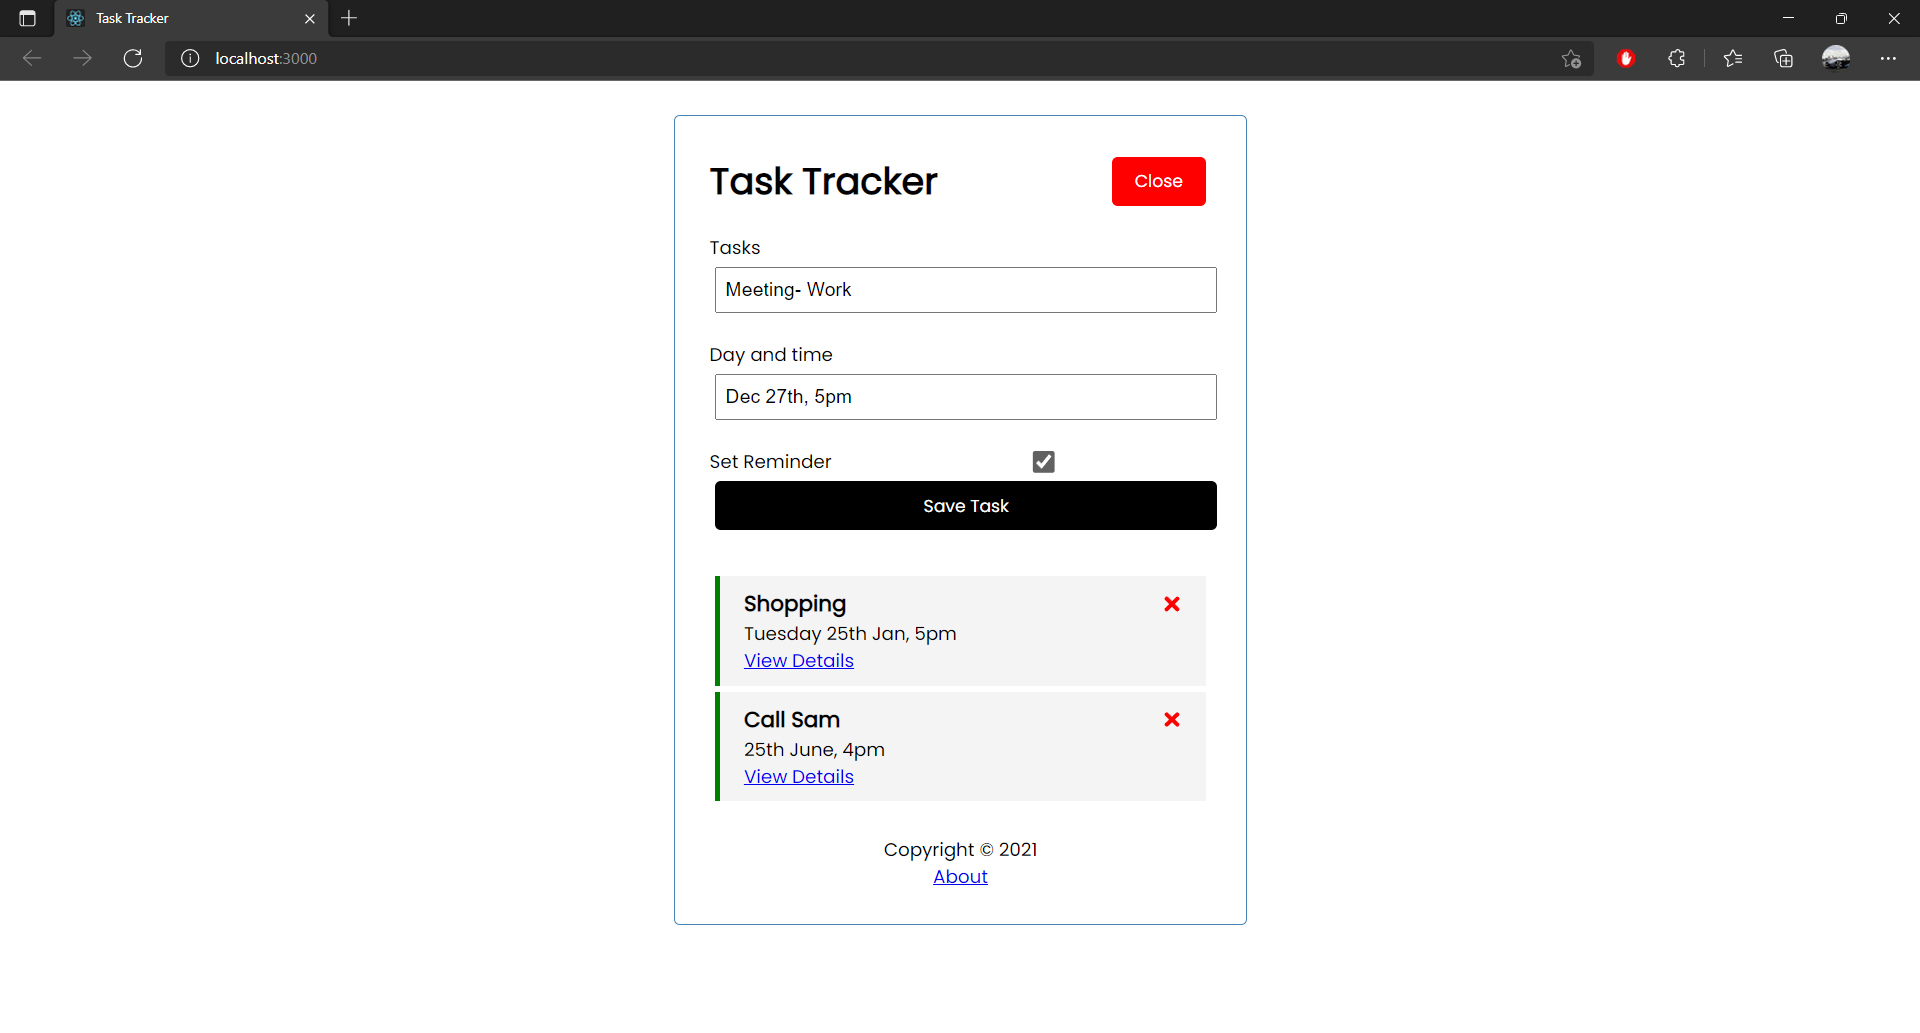 Task Tracker
localhost:3000
Task Tracker
Close
Tasks
Meeting- Work
Day and time
Dec 27th, 5pm
Set Reminder
Save Task
Shopping
Tuesday 25th Jan, 5pm
View Details
Call Sam
25th June, 4pm
View Details
Copyright © 2021
About